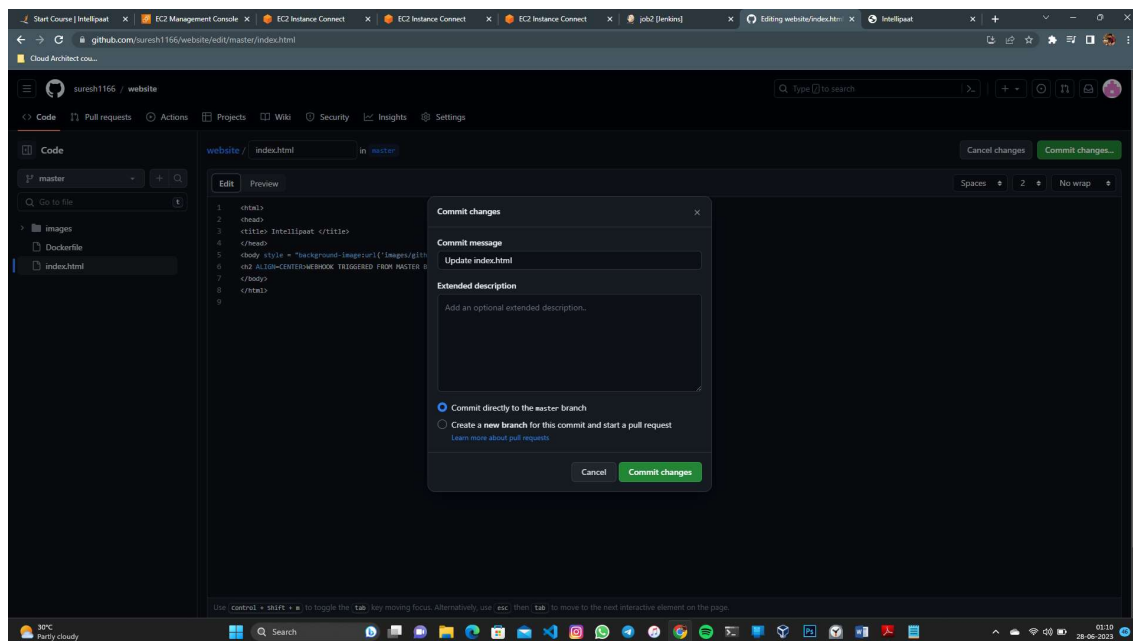 Start Course | Intellipaat
EC2 Management Console
EC2 Instance Connect
EC2 Instance Connect
EC2 Instance Connect
job2 [Jenkins]
Editing website/index.html
Intellipaat
github.com/suresh1166/website/edit/master/index.html
Cloud Architect cou...
suresh1166 / website
Type / to search
Code Pull requests Actions Projects Wiki Security Insights Settings
Code
website / index.html in master
Cancel changes Commit changes...
master
Edit Preview
Spaces 2 No wrap
Go to file t
images
Dockerfile
index.html
1 <html>
2 <head>
3 <title> Intellipaat </title>
4 </head>
5 <body style = "background-image:url('images/gith
6 <h2 ALIGN=CENTER>WEBHOOK TRIGGERED FROM MASTER B
7 </body>
8 </html>
9
Commit changes
Commit message
Update index.html
Extended description
Add an optional extended description..
Commit directly to the master branch
Create a new branch for this commit and start a pull request
Learn more about pull requests
Cancel Commit changes
Use control + shift + m to toggle the tab key moving focus. Alternatively, use esc then tab to move to the next interactive element on the page.
30°C
Partly cloudy
Search
01:10
28-06-2023